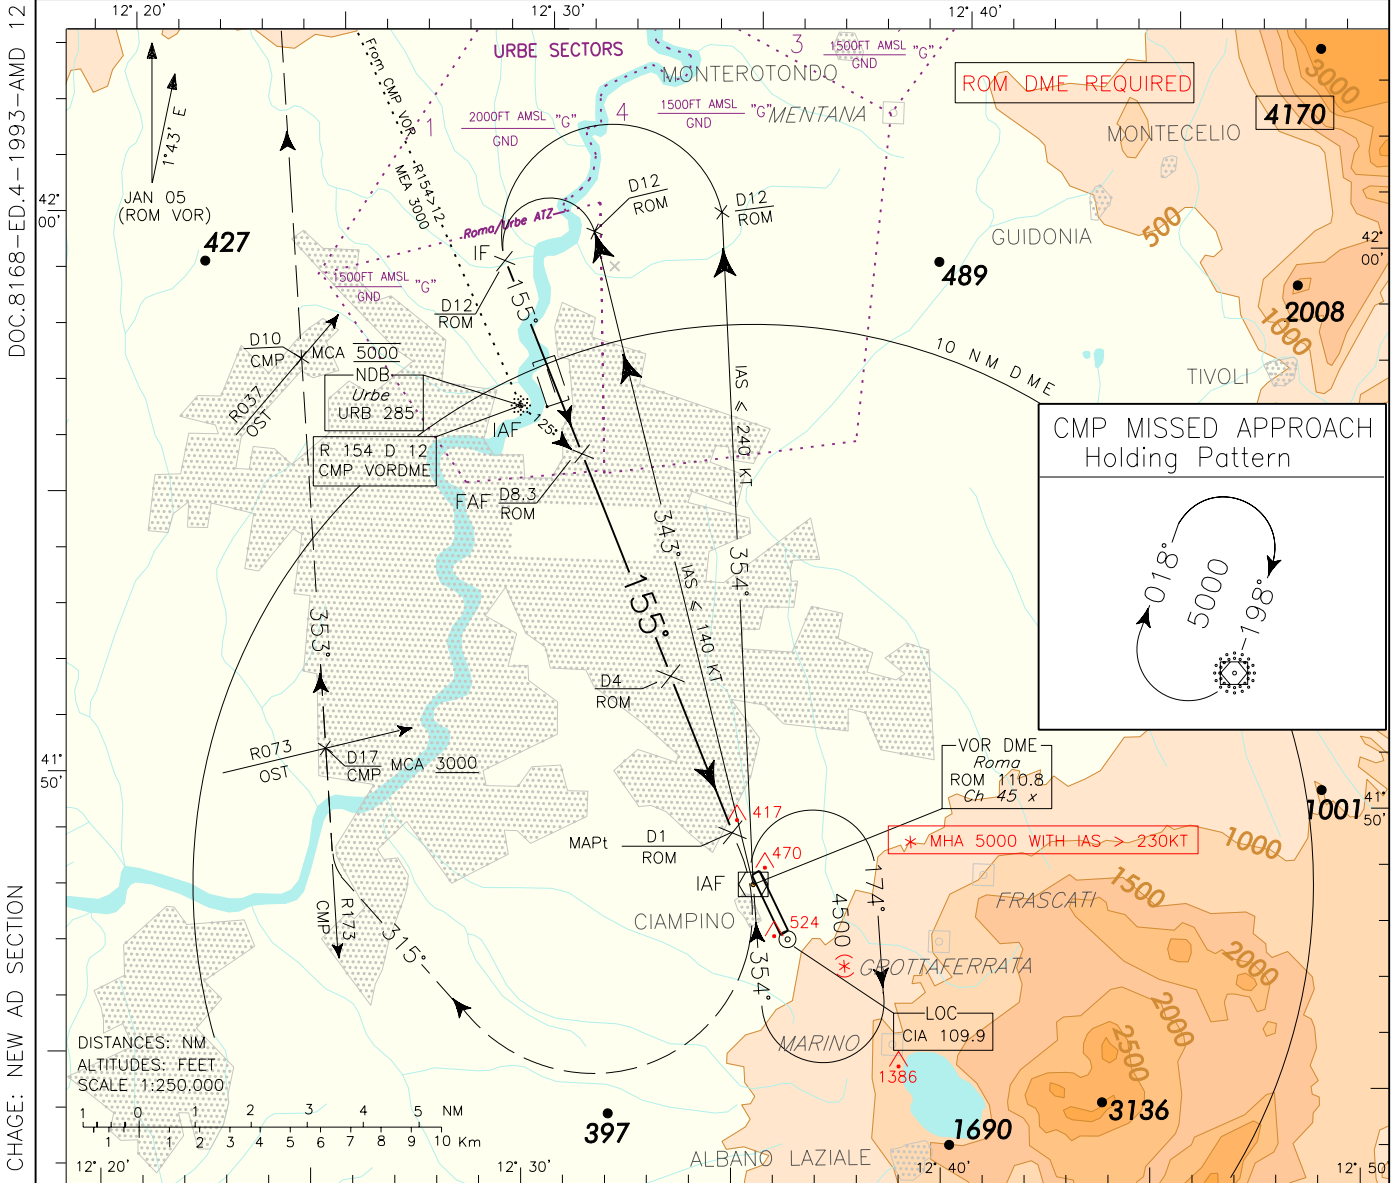 DOC.8168-ED.4-1993-AMD 12
CHAGE: NEW AD SECTION
12° 20'
12° 30'
12° 40'
42°
00'
1°43' E
JAN 05
(ROM VOR)
427
From CMP VOR
R154>12
MEA 3000
1
URBE SECTORS
2000FT AMSL "G"
GND
4
1500FT AMSL "G"
GND
3
1500FT AMSL "G"
GND
MONTEROTONDO
MENTANA
ROM DME REQUIRED
3000
4170
MONTECELIO
500
GUIDONIA
42°
00'
489
2008
1000
TIVOLI
Roma/Urbe ATZ
D12
ROM
D12
ROM
IF
155°
D12
ROM
1500FT AMSL "G"
GND
D10
CMP
MCA 5000
R037
OST
NDB
Urbe
URB 285
IAF
125°
R 154 D 12
CMP VORDME
FAF
D8.3
ROM
10 NM DME
IAS ≤ 240 KT
354°
343°
IAS ≤ 140 KT
155°
D4
ROM
CMP MISSED APPROACH
Holding Pattern
018°
5000
198°
353°
R073
OST
D17
CMP
MCA 3000
41°
50'
VOR DME
Roma
ROM 110.8
Ch 45 x
1001
41°
50'
417
MAPt
D1
ROM
470
* MHA 5000 WITH IAS > 230KT
1000
1500
IAF
CIAMPINO
524
174°
4500 (*)
FRASCATI
GROTTAFERRATA
2000
2000
2500
R173
CMP
315°
354°
LOC
CIA 109.9
MARINO
1386
DISTANCES: NM
ALTITUDES: FEET
SCALE 1:250.000
1 0 1 2 3 4 5 NM
1 1 2 3 4 5 6 7 8 9 10 Km
397
3136
1690
ALBANO LAZIALE
12° 20'
12° 30'
12° 40'
12° 50'